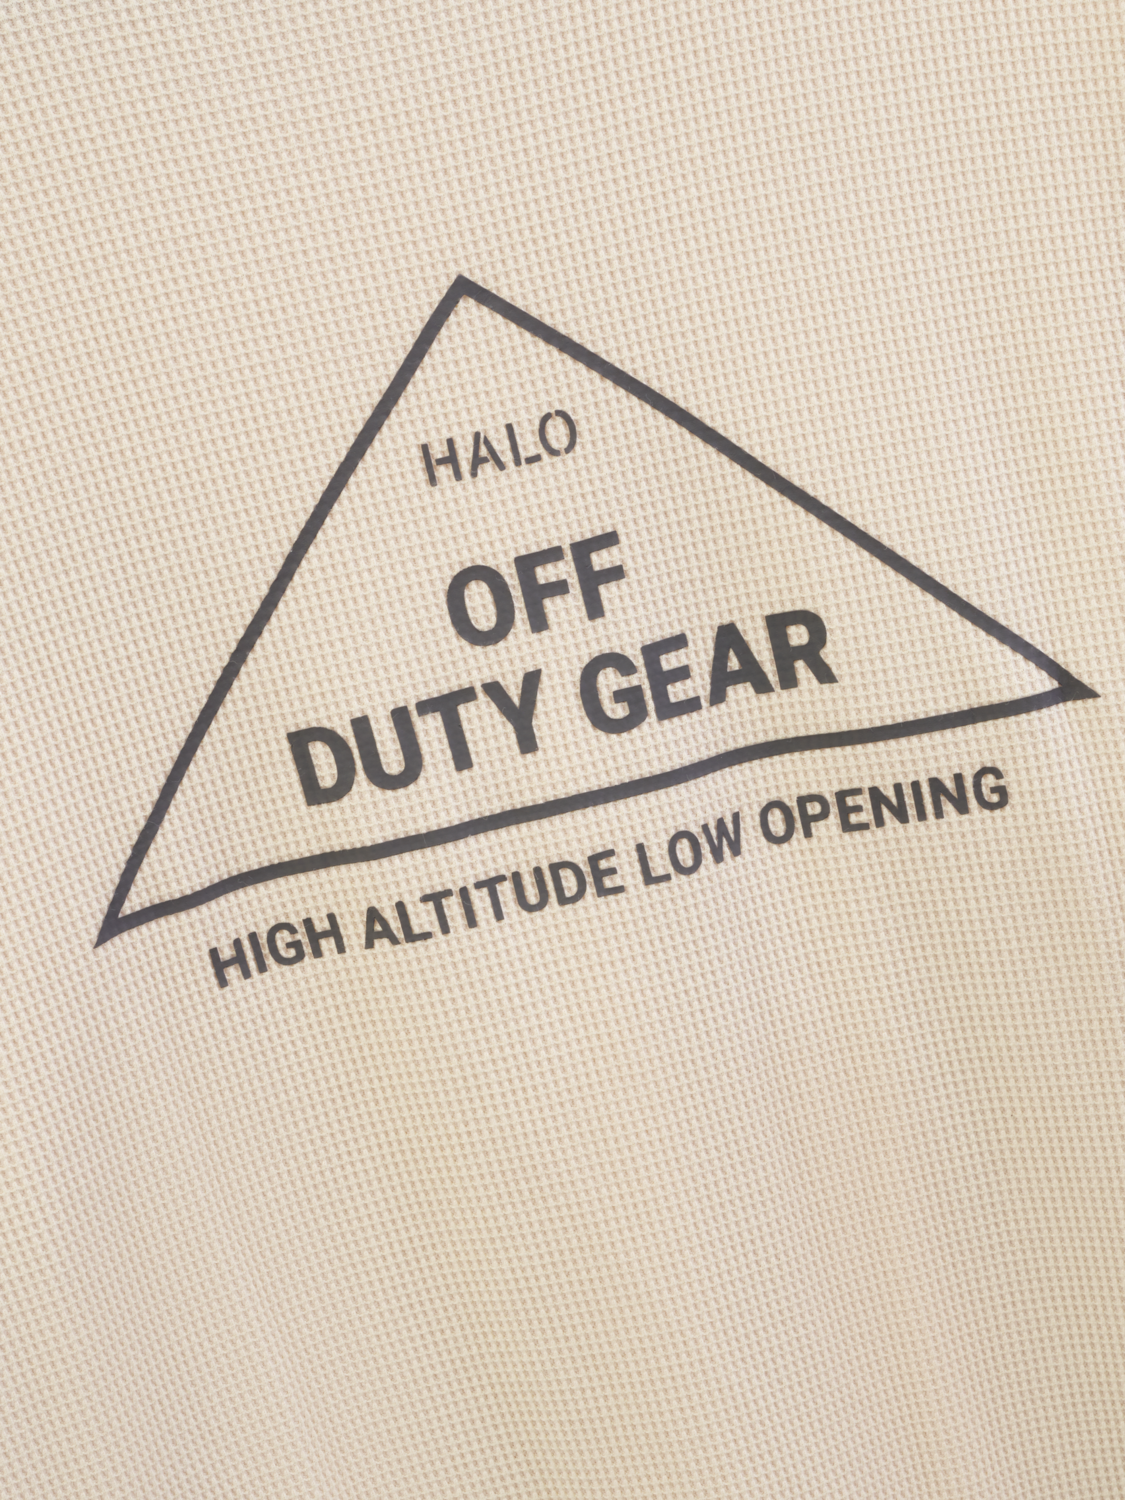 HALO
OFF
DUTY GEAR
HIGH ALTITUDE LOW OPENING